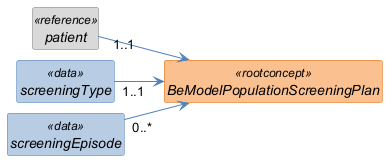 «reference»
patient
1..1
«data»
screeningType
1..1
«rootconcept»
BeModelPopulationScreeningPlan
«data»
screeningEpisode
0..*